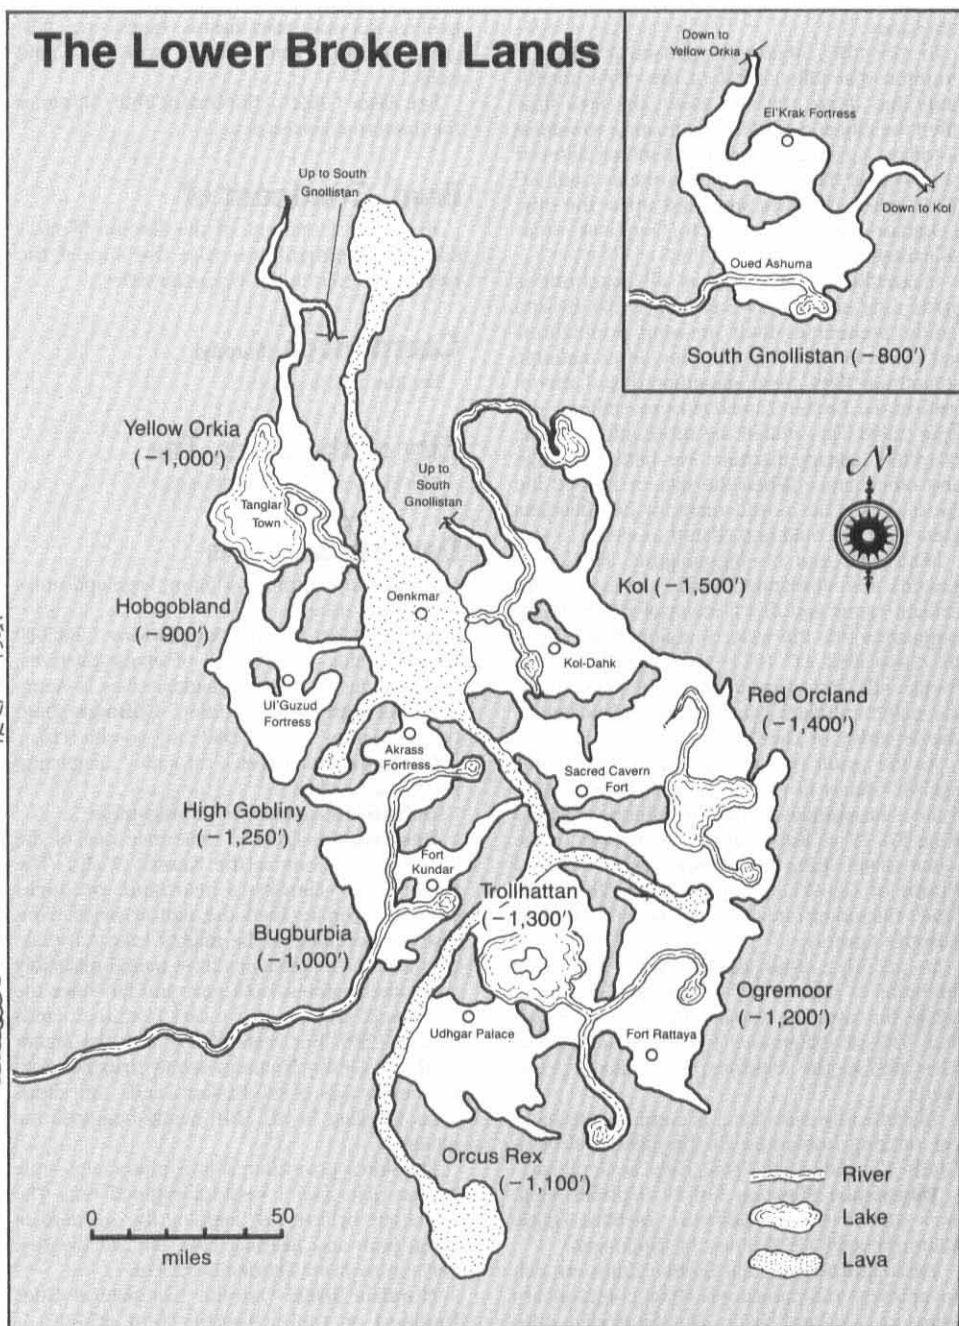 The Lower Broken Lands
Down to
Yellow Orkia
El'Krak Fortress
Down to Kol
Oued Ashuma
South Gnollistan (−800')
Up to South
Gnollistan
Yellow Orkia
(−1,000')
Tanglar
Town
Up to
South
Gnollistan
N
Hobgobland
(−900')
Oenkmar
Kol (−1,500')
Kol-Dahk
Ul'Guzud
Fortress
Red Orcland
(−1,400')
Akrass
Fortress
Sacred Cavern
Fort
High Gobliny
(−1,250')
Fort
Kundar
Trollhattan
(−1,300')
Bugburbia
(−1,000')
Ogremoor
(−1,200')
Udhgar Palace
Fort Rattaya
Orcus Rex
(−1,100')
River
Lake
Lava
0 50
miles